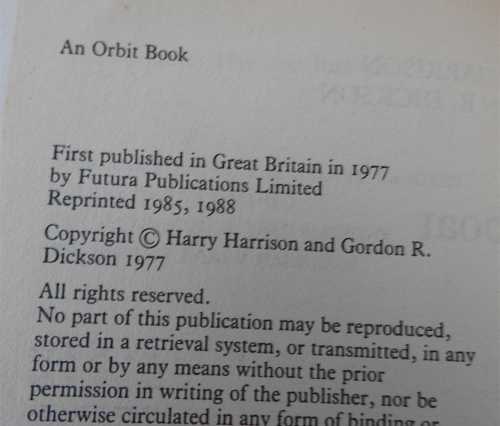 An Orbit Book
First published in Great Britain in 1977
by Futura Publications Limited
Reprinted 1985, 1988
Copyright © Harry Harrison and Gordon R.
Dickson 1977
All rights reserved.
No part of this publication may be reproduced,
stored in a retrieval system, or transmitted, in any
form or by any means without the prior
permission in writing of the publisher, nor be
otherwise circulated in any form of binding or